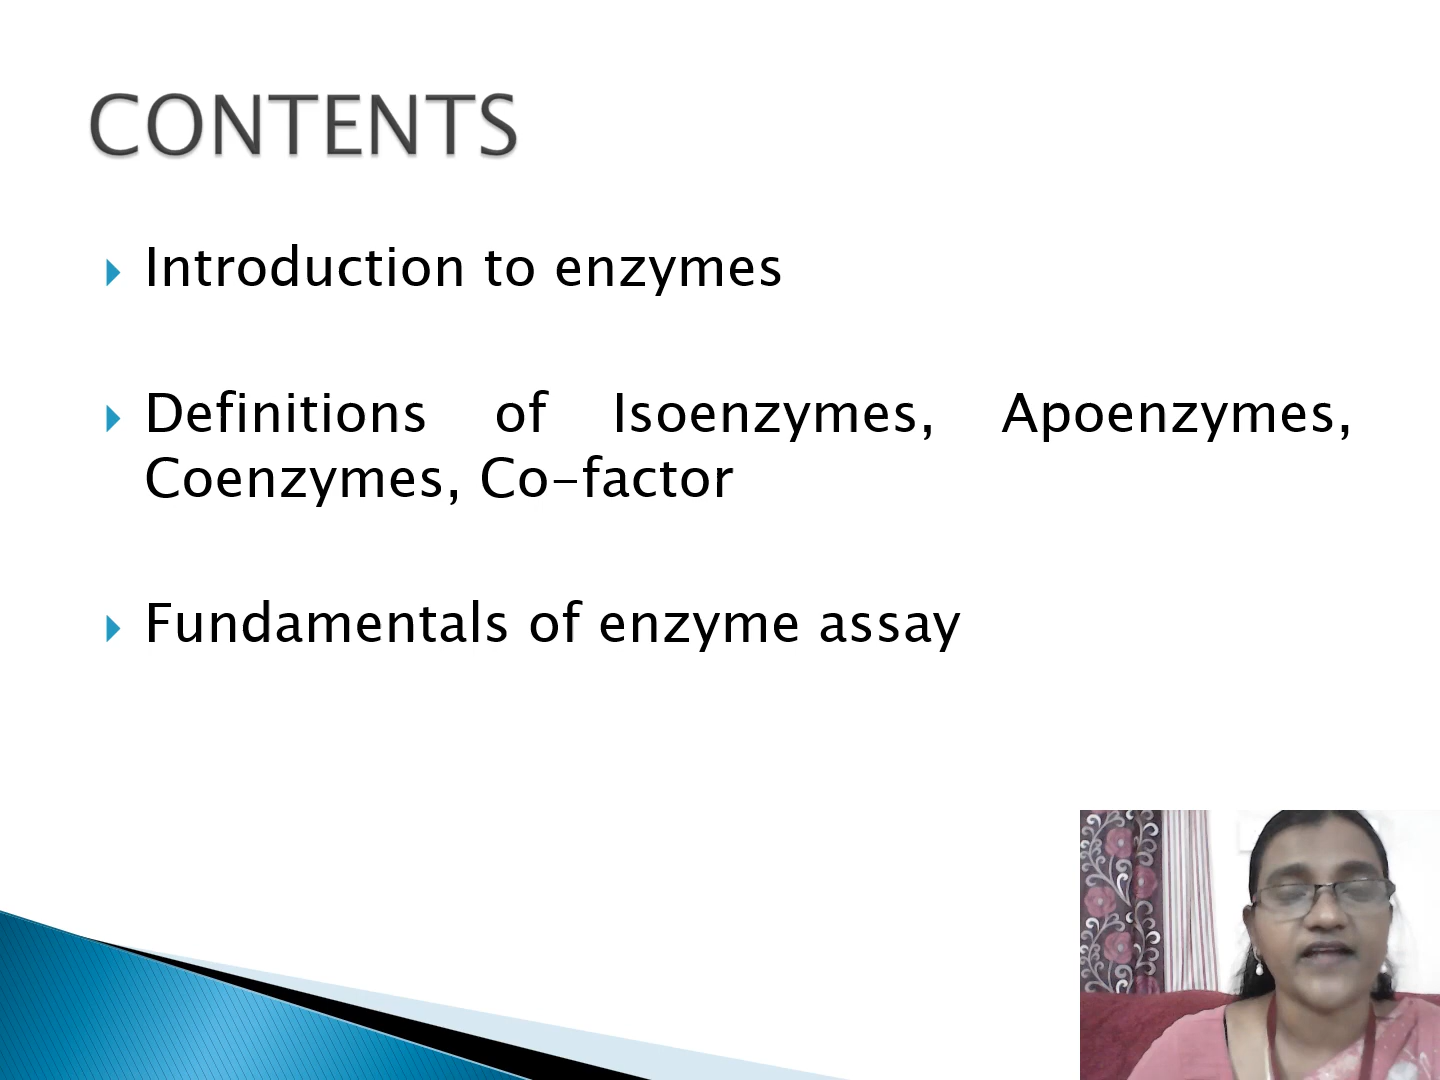 CONTENTS
Introduction to enzymes
Definitions of Isoenzymes, Apoenzymes,
Coenzymes, Co-factor
Fundamentals of enzyme assay